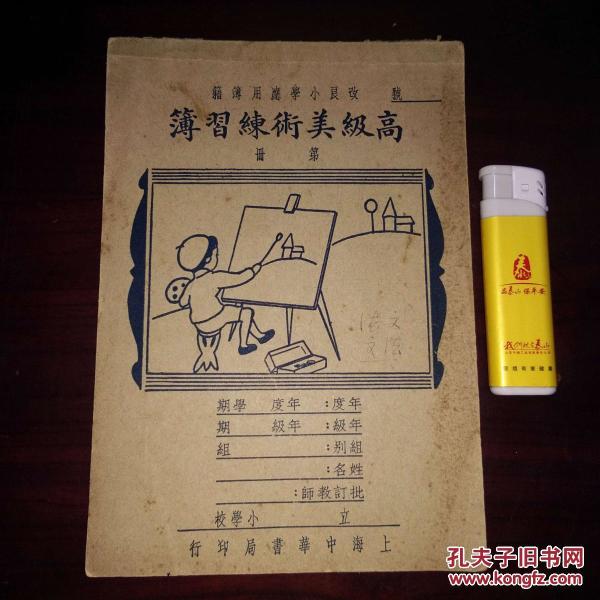 號 改良小學應用簿籍
高級美術練習簿
第 冊
年度： 年度 學期
年級： 年級 期
組別： 組
姓名：
批訂教師：
立 小學校
上海中華書局印行
孔夫子旧书网
www.kongfz.com